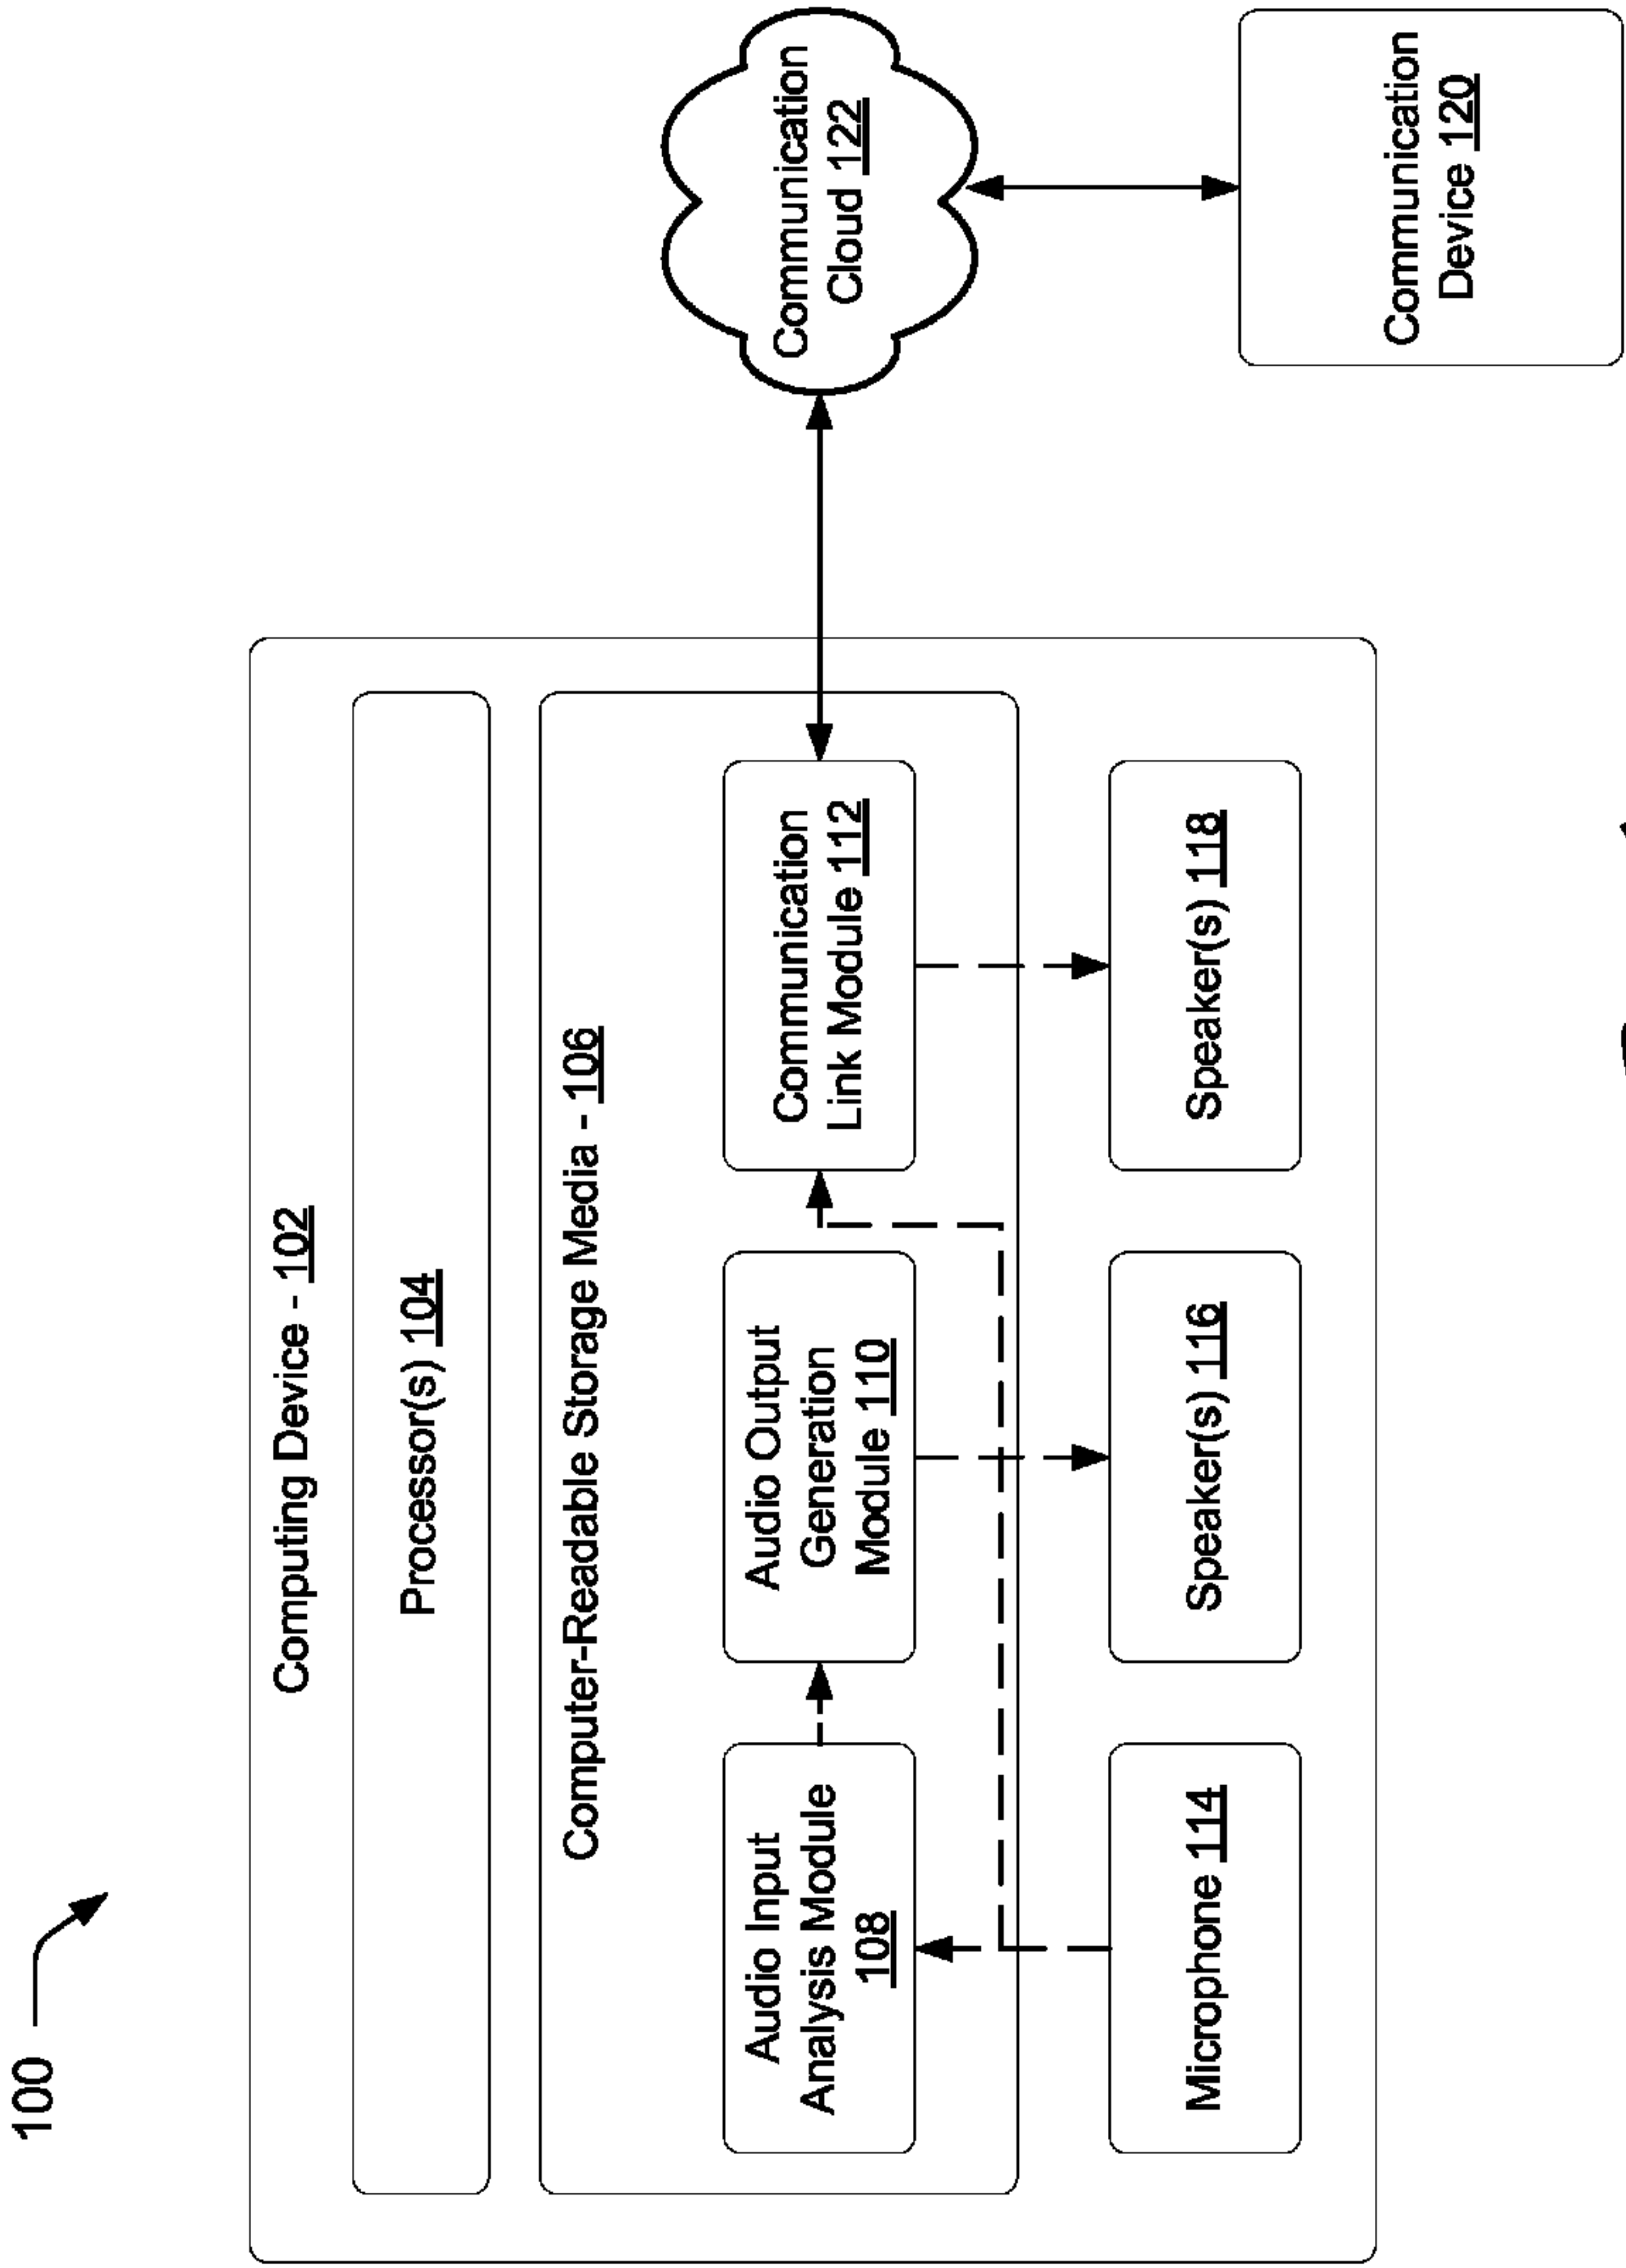 100
Computing Device - 102
Processor(s) 104
Computer-Readable Storage Media - 106
Audio Input
Analysis Module
108
Audio Output
Generation
Module 110
Communication
Link Module 112
Microphone 114
Speaker(s) 116
Speaker(s) 118
Communication
Cloud 122
Communication
Device 120